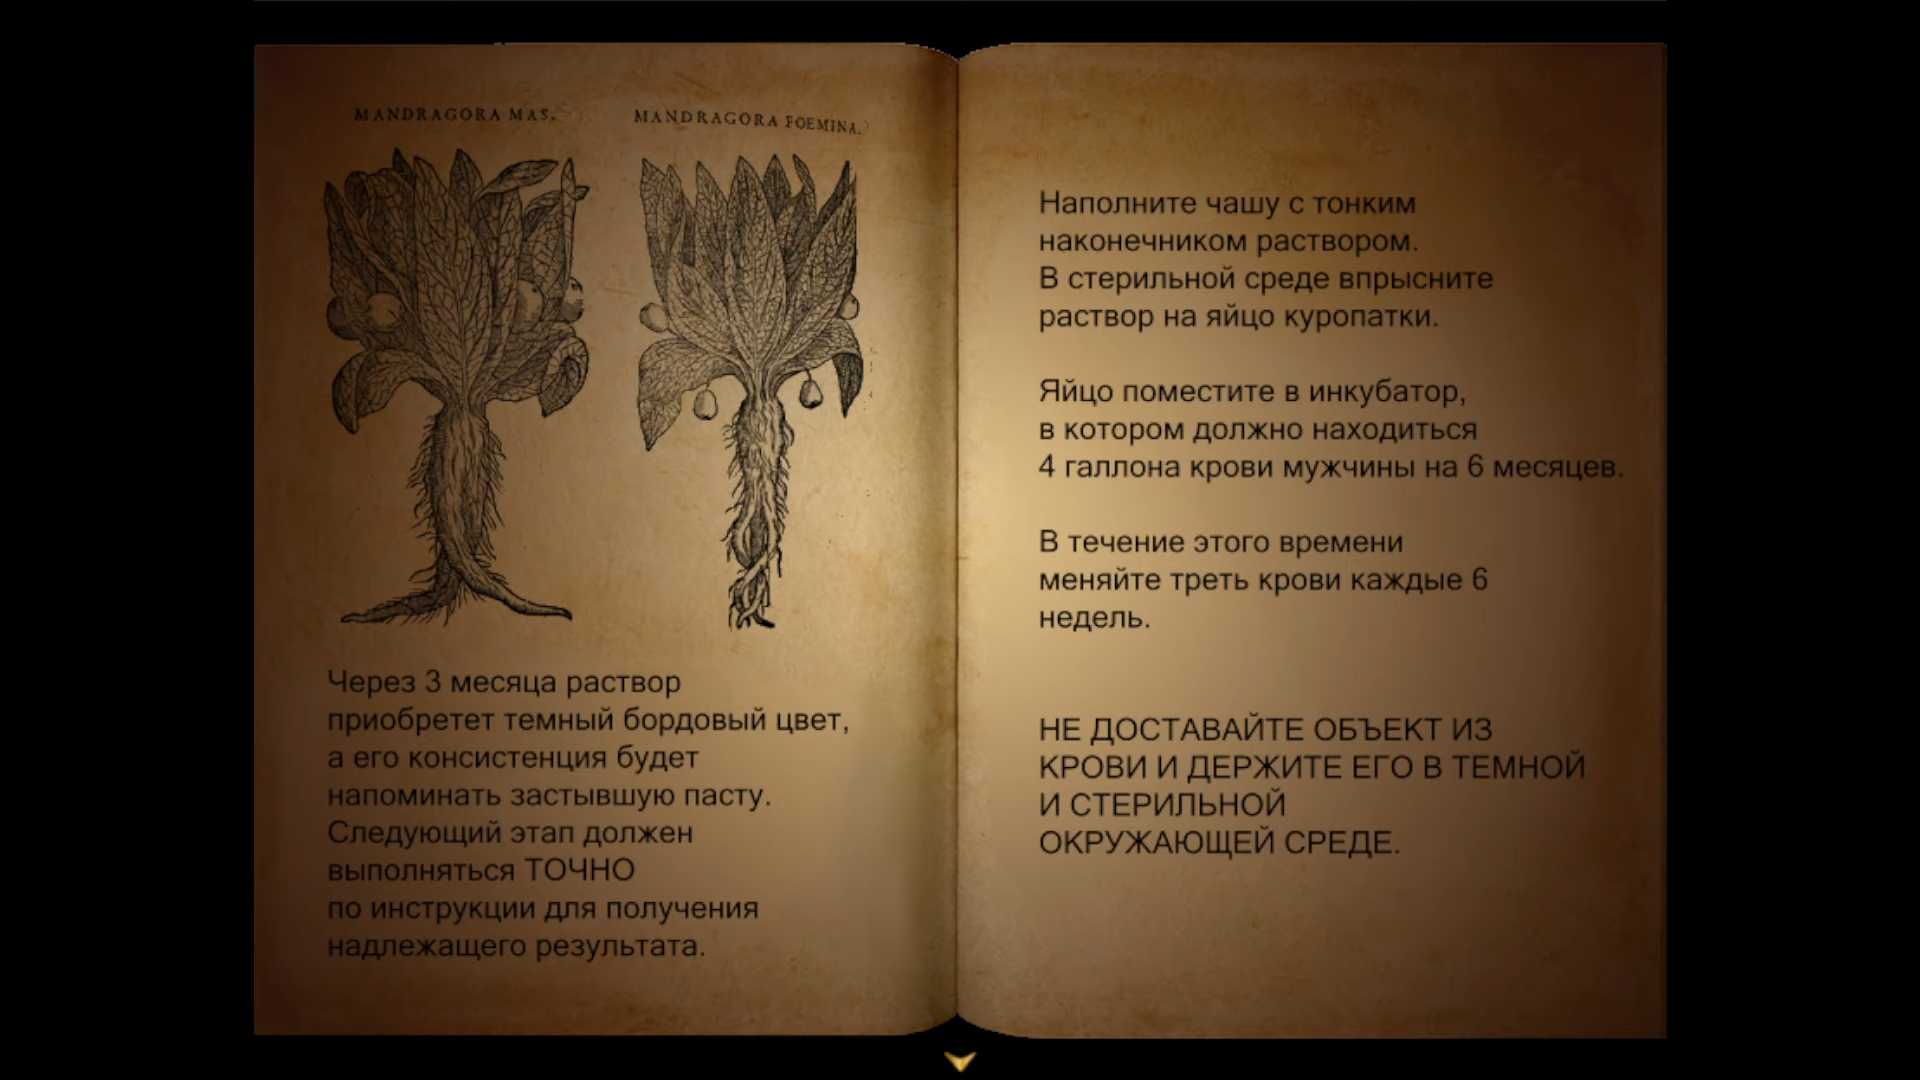 MANDRAGORA MAS.
MANDRAGORA FOEMINA.
Через 3 месяца раствор
приобретет темный бордовый цвет,
а его консистенция будет
напоминать застывшую пасту.
Следующий этап должен
выполняться ТОЧНО
по инструкции для получения
надлежащего результата.
Наполните чашу с тонким
наконечником раствором.
В стерильной среде впрысните
раствор на яйцо куропатки.
Яйцо поместите в инкубатор,
в котором должно находиться
4 галлона крови мужчины на 6 месяцев.
В течение этого времени
меняйте треть крови каждые 6
недель.
НЕ ДОСТАВАЙТЕ ОБЪЕКТ ИЗ
КРОВИ И ДЕРЖИТЕ ЕГО В ТЕМНОЙ
И СТЕРИЛЬНОЙ
ОКРУЖАЮЩЕЙ СРЕДЕ.